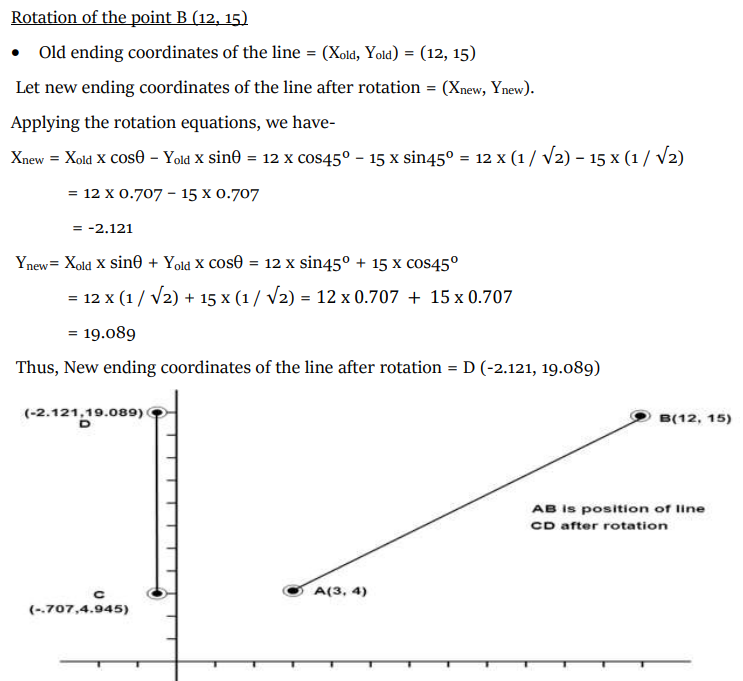 Rotation of the point B (12, 15)
• Old ending coordinates of the line = (Xold, Yold) = (12, 15)
Let new ending coordinates of the line after rotation = (Xnew, Ynew).
Applying the rotation equations, we have-
Xnew = Xold x cosθ – Yold x sinθ = 12 x cos45° – 15 x sin45° = 12 x (1 / √2) – 15 x (1 / √2)
= 12 x 0.707 – 15 x 0.707
= -2.121
Ynew= Xold x sinθ + Yold x cosθ = 12 x sin45° + 15 x cos45°
= 12 x (1 / √2) + 15 x (1 / √2) = 12 x 0.707 + 15 x 0.707
= 19.089
Thus, New ending coordinates of the line after rotation = D (-2.121, 19.089)
(-2.121,19.089)
D
B(12, 15)
AB is position of line
CD after rotation
C
(-.707,4.945)
A(3, 4)